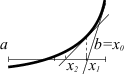 a
b=x₀
x₂ x₁